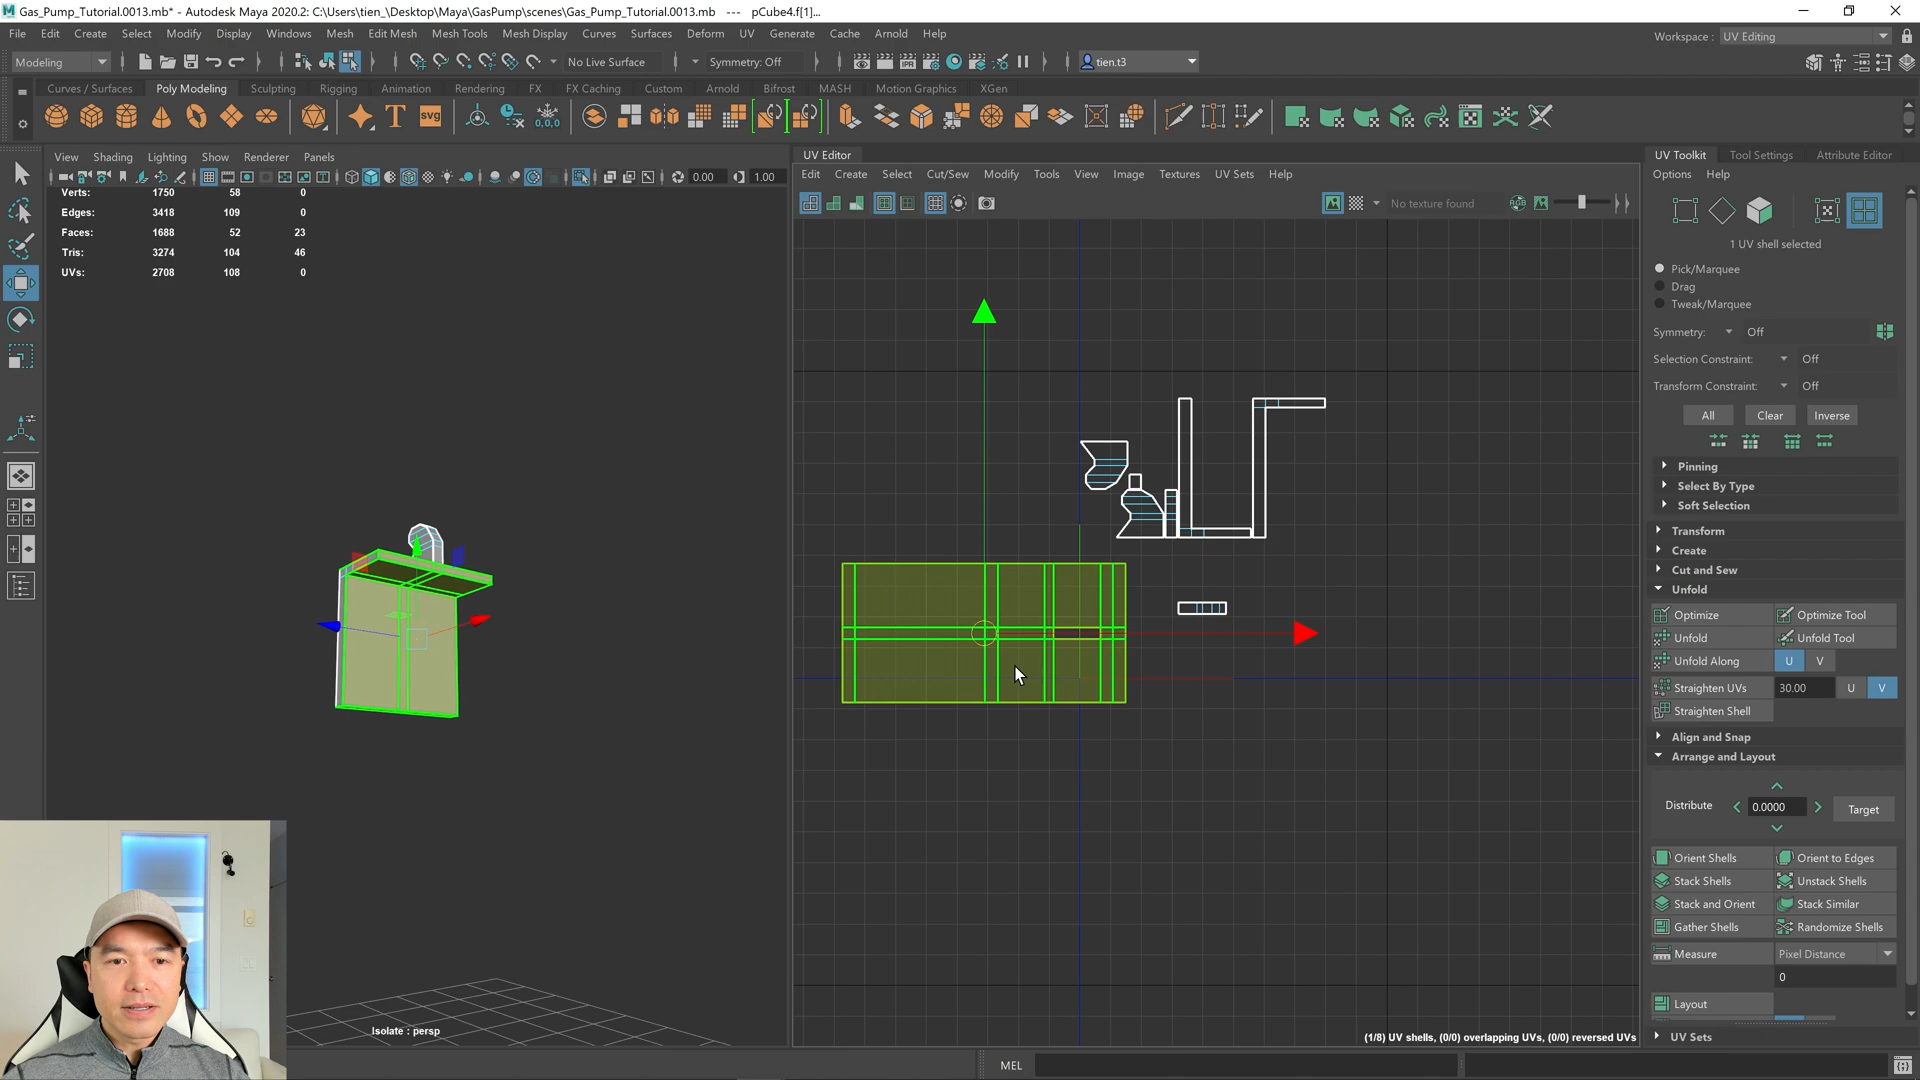 Gas_Pump_Tutorial.0013.mb* - Autodesk Maya 2020.2: C:\Users\tien_\Desktop\Maya\GasPump\scenes\Gas_Pump_Tutorial.0013.mb --- pCube4.f[1]...
File Edit Create Select Modify Display Windows Mesh Edit Mesh Mesh Tools Mesh Display Curves Surfaces Deform UV Generate Cache Arnold Help
Workspace : UV Editing
Modeling No Live Surface Symmetry: Off tien.t3
Curves / Surfaces Poly Modeling Sculpting Rigging Animation Rendering FX FX Caching Custom Arnold Bifrost MASH Motion Graphics XGen
View Shading Lighting Show Renderer Panels
0.00 1.00
Verts: 1750 58 0
Edges: 3418 109 0
Faces: 1688 52 23
Tris: 3274 104 46
UVs: 2708 108 0
Isolate : persp
UV Editor
Edit Create Select Cut/Sew Modify Tools View Image Textures UV Sets Help
No texture found
(1/8) UV shells, (0/0) overlapping UVs, (0/0) reversed UVs
UV Toolkit Tool Settings Attribute Editor
Options Help
1 UV shell selected
Pick/Marquee
Drag
Tweak/Marquee
Symmetry: Off
Selection Constraint: Off
Transform Constraint: Off
All Clear Inverse
Pinning
Select By Type
Soft Selection
Transform
Create
Cut and Sew
Unfold
Optimize Optimize Tool
Unfold Unfold Tool
Unfold Along U V
Straighten UVs 30.00 U V
Straighten Shell
Align and Snap
Arrange and Layout
Distribute 0.0000 Target
Orient Shells Orient to Edges
Stack Shells Unstack Shells
Stack and Orient Stack Similar
Gather Shells Randomize Shells
Measure Pixel Distance
0
Layout
UV Sets
MEL